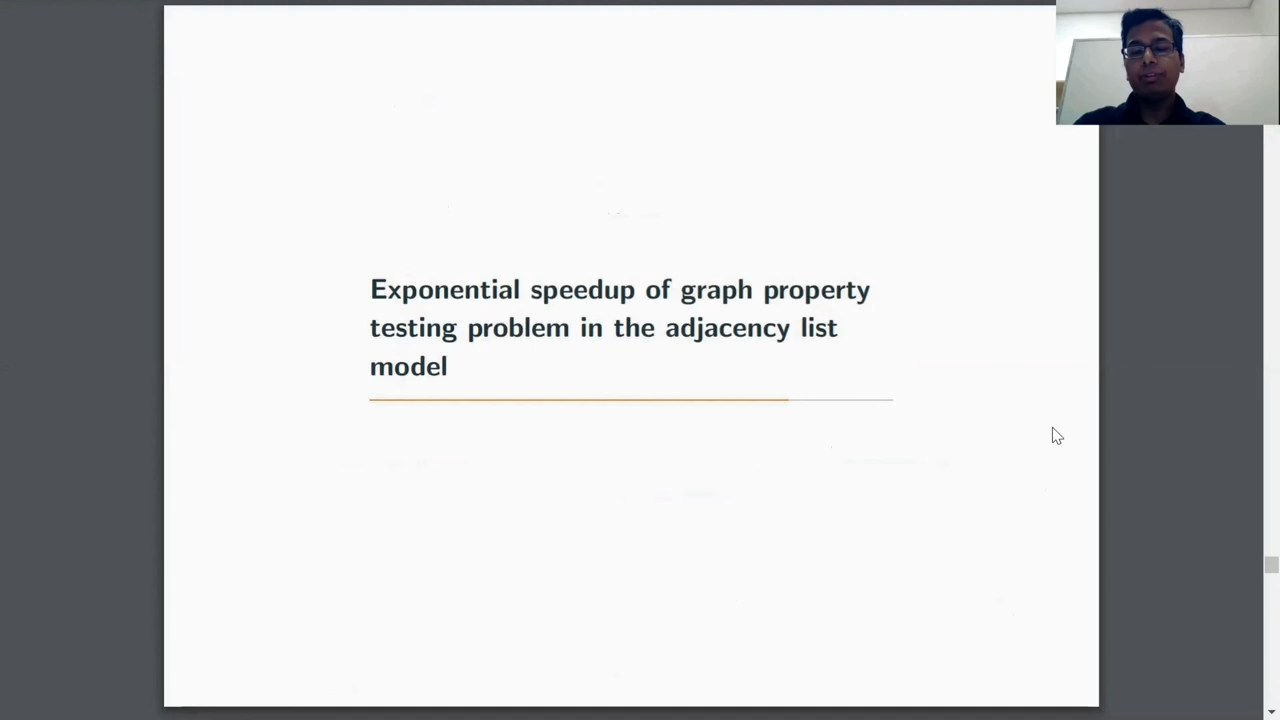 Exponential speedup of graph property
testing problem in the adjacency list
model